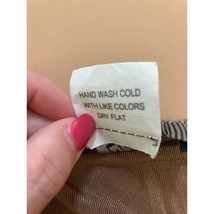 HAND WASH COLD
WITH LIKE COLORS
DRY FLAT